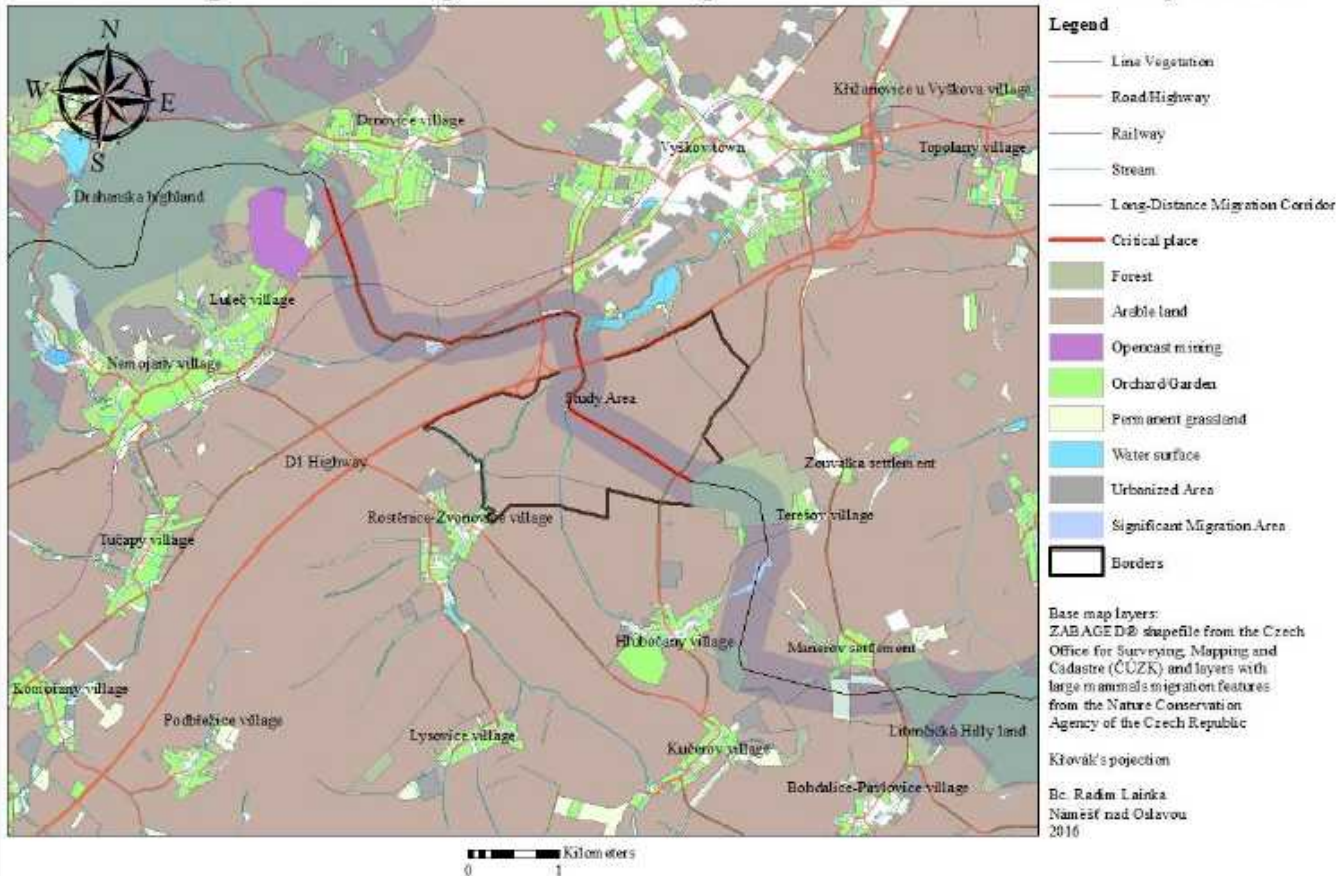 N
W
E
S
Drnovice village
Křižanovice u Vyškova village
Vyškov town
Topolany village
Drahanska highland
Luleč village
Nemojany village
Study Area
D1 Highway
Zouvalka settlement
Rostěnice-Zvonovice village
Terešov village
Tučapy village
Hlubočany village
Manerov settlement
Komořany village
Podbřežice village
Lysovice village
Kučerov village
Litenčická Hilly land
Bohdalice-Pavlovice village
Kilometers
0 1
Legend
Line Vegetation
Road/Highway
Railway
Stream
Long-Distance Migration Corridor
Critical place
Forest
Arable land
Opencast mining
Orchard/Garden
Permanent grassland
Water surface
Urbanized Area
Significant Migration Area
Borders
Base map layers:
ZABAGED® shapefile from the Czech
Office for Surveying, Mapping and
Cadastre (ČÚZK) and layers with
large mammals migration features
from the Nature Conservation
Agency of the Czech Republic
Křovák's pojection
Bc. Radim Lainka
Náměšť nad Oslavou
2016